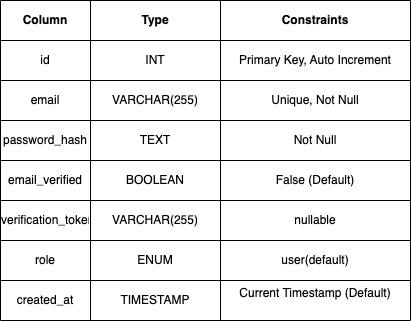 Column Type Constraints
id INT Primary Key, Auto Increment
email VARCHAR(255) Unique, Not Null
password_hash TEXT Not Null
email_verified BOOLEAN False (Default)
verification_token VARCHAR(255) nullable
role ENUM user(default)
created_at TIMESTAMP Current Timestamp (Default)